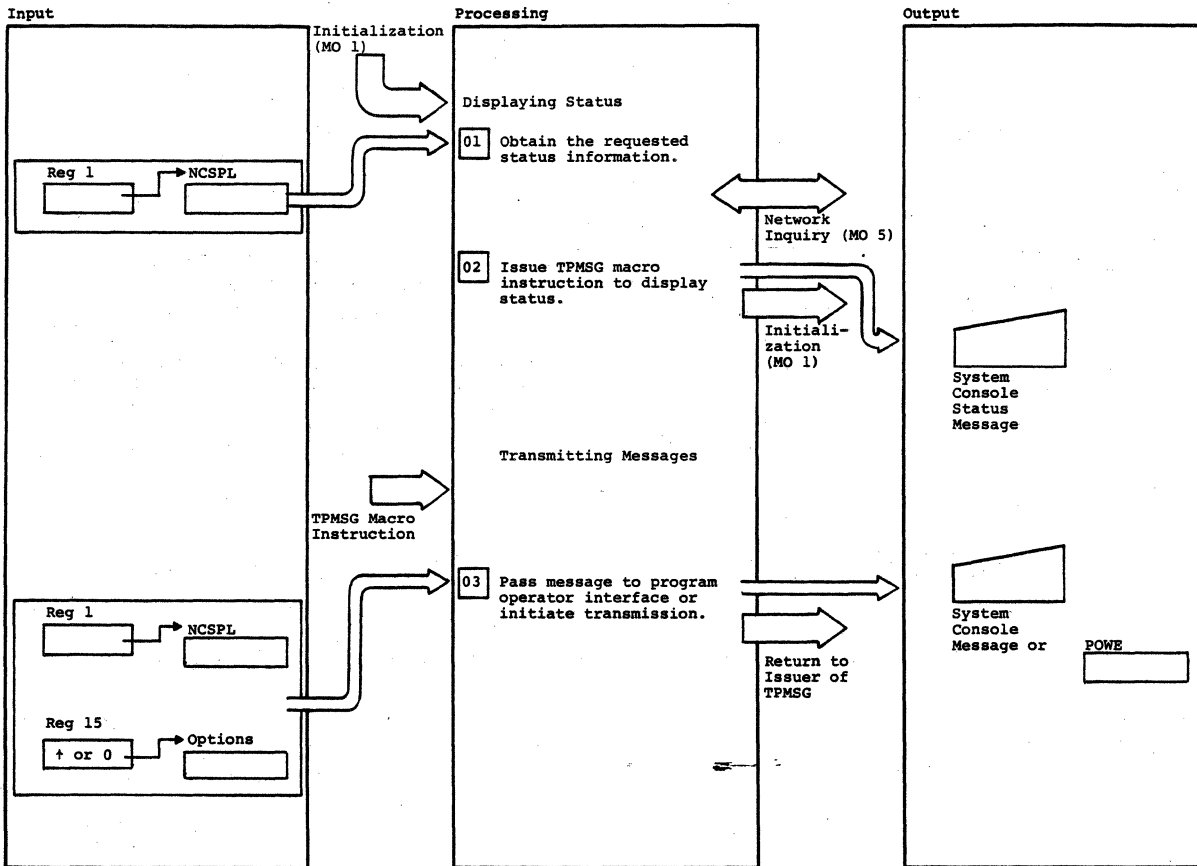 Input
Processing
Output
Initialization
(MO 1)
Displaying Status
01 Obtain the requested
status information.
Reg 1
NCSPL
Network
Inquiry (MO 5)
02 Issue TPMSG macro
instruction to display
status.
Initiali-
zation
(MO 1)
System
Console
Status
Message
Transmitting Messages
TPMSG Macro
Instruction
03 Pass message to program
operator interface or
initiate transmission.
Reg 1
NCSPL
Reg 15
↑ or 0
Options
Return to
Issuer of
TPMSG
System
Console
Message or
POWE